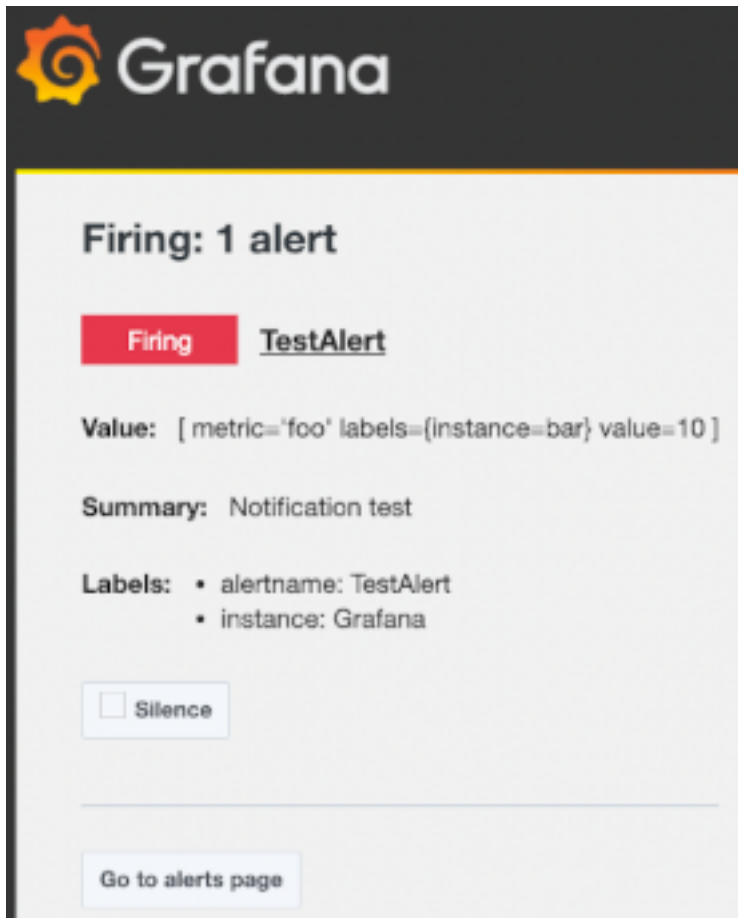 Grafana
Firing: 1 alert
Firing TestAlert
Value: [ metric='foo' labels={instance=bar} value=10 ]
Summary: Notification test
Labels: • alertname: TestAlert
• instance: Grafana
Silence
Go to alerts page